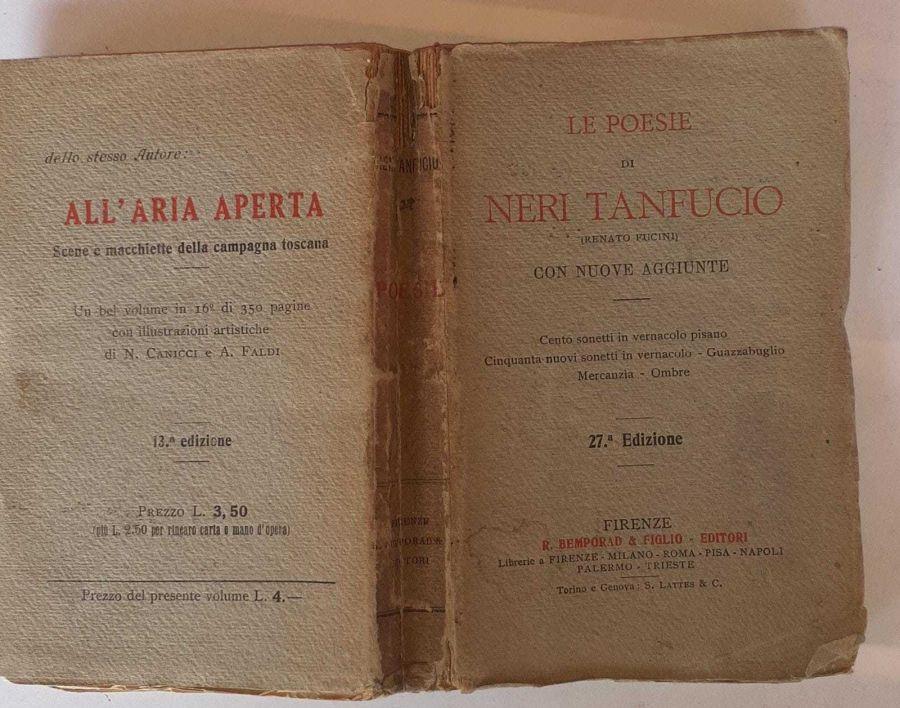 dello stesso Autore:
ALL'ARIA APERTA
Scene e macchiette della campagna toscana
Un bel volume in 16º di 350 pagine
con illustrazioni artistiche
di N. CANICCI e A. FALDI
13.ª edizione
PREZZO L. 3,50
(più L. 2.50 per rincaro carta e mano d'opera)
Prezzo del presente volume L. 4.—
POESIE
FIRENZE
LE POESIE
DI
NERI TANFUCIO
(RENATO FUCINI)
CON NUOVE AGGIUNTE
Cento sonetti in vernacolo pisano
Cinquanta nuovi sonetti in vernacolo - Guazzabuglio
Mercanzia - Ombre
27.ª Edizione
FIRENZE
R. BEMPORAD & FIGLIO - EDITORI
Librerie a FIRENZE - MILANO - ROMA - PISA - NAPOLI
PALERMO - TRIESTE
Torino e Genova: S. LATTES & C.